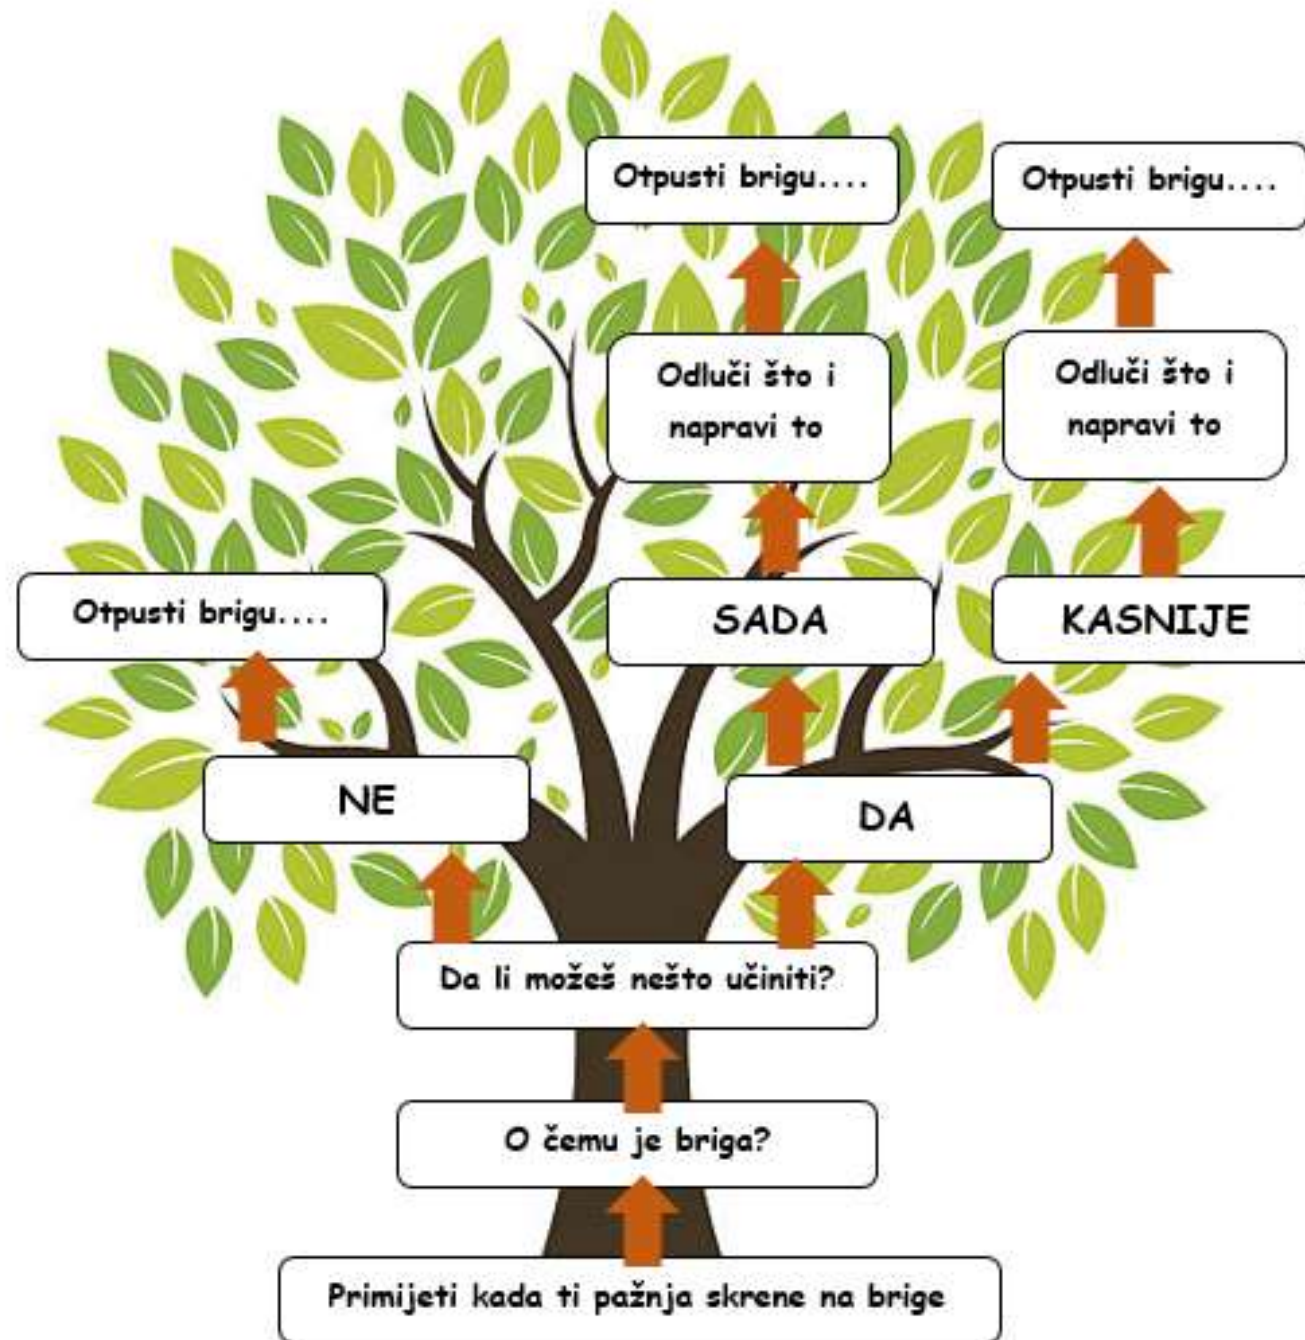 Otpusti brigu....
Otpusti brigu....
Odluči što i
napravi to
Odluči što i
napravi to
Otpusti brigu....
SADA
KASNIJE
NE
DA
Da li možeš nešto učiniti?
O čemu je briga?
Primijeti kada ti pažnja skrene na brige